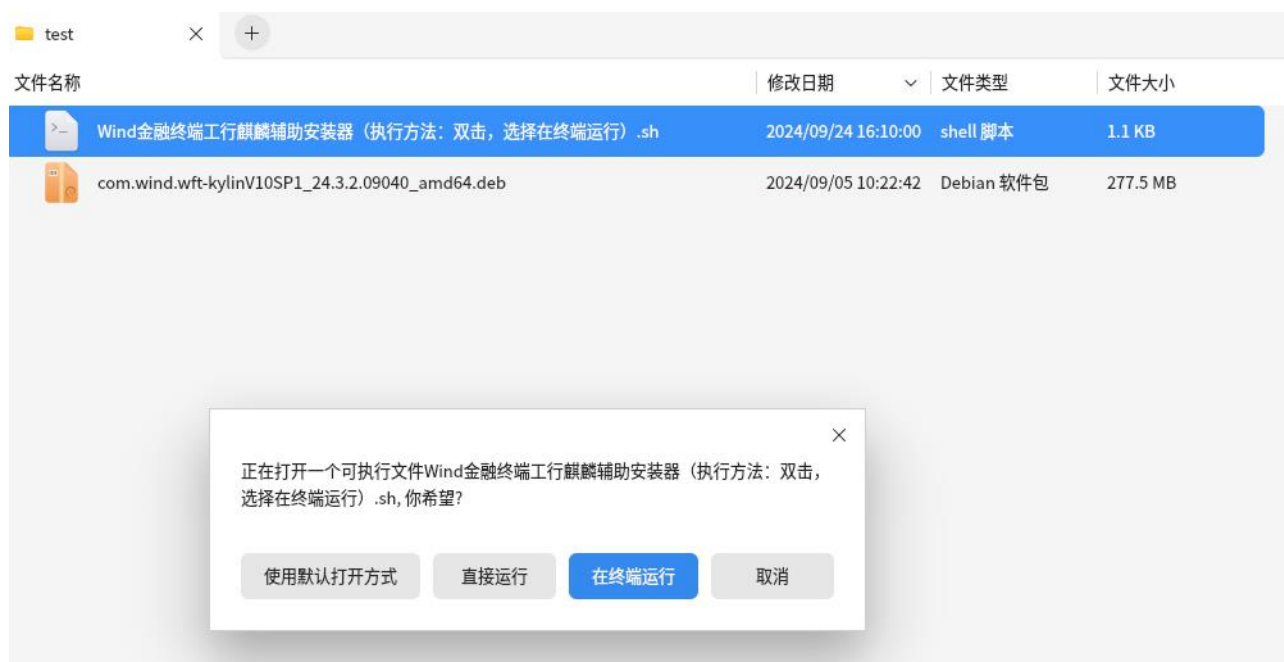 test
文件名称 修改日期 文件类型 文件大小
Wind金融终端工行麒麟辅助安装器（执行方法：双击，选择在终端运行）.sh 2024/09/24 16:10:00 shell 脚本 1.1 KB
com.wind.wft-kylinV10SP1_24.3.2.09040_amd64.deb 2024/09/05 10:22:42 Debian 软件包 277.5 MB
正在打开一个可执行文件Wind金融终端工行麒麟辅助安装器（执行方法：双击，
选择在终端运行）.sh, 你希望?
使用默认打开方式 直接运行 在终端运行 取消